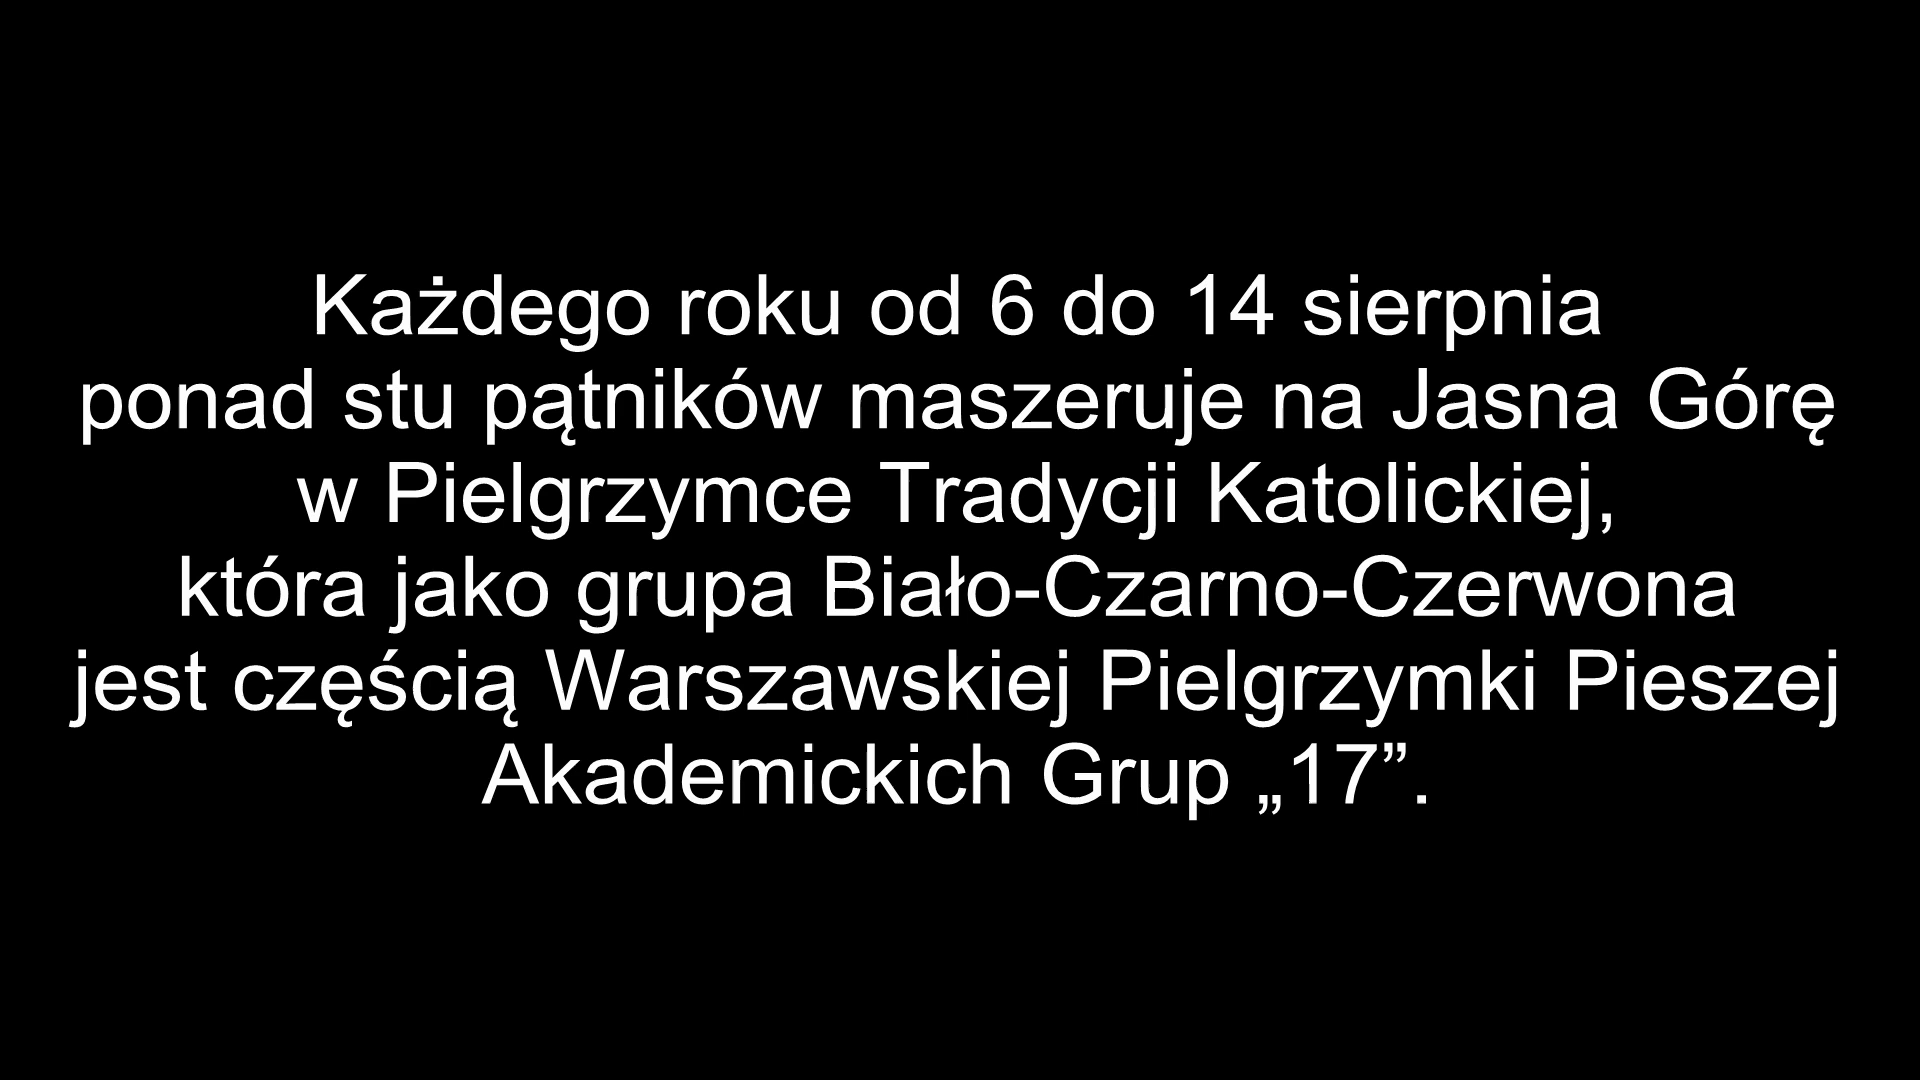 Każdego roku od 6 do 14 sierpnia
ponad stu pątników maszeruje na Jasna Górę
w Pielgrzymce Tradycji Katolickiej,
która jako grupa Biało-Czarno-Czerwona
jest częścią Warszawskiej Pielgrzymki Pieszej
Akademickich Grup „17”.